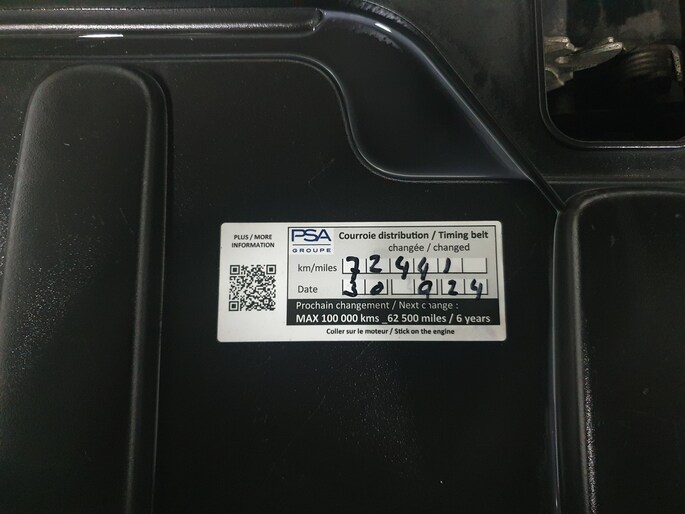 PLUS / MORE
INFORMATION
PSA
GROUPE
Courroie distribution / Timing belt
changée / changed
km/miles 72441
Date 30 9 24
Prochain changement / Next change :
MAX 100 000 kms _62 500 miles / 6 years
Coller sur le moteur / Stick on the engine